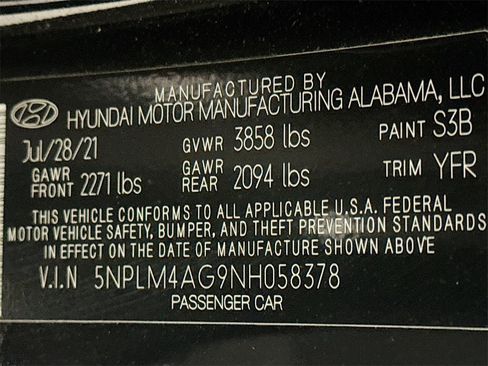 MANUFACTURED BY
HYUNDAI MOTOR MANUFACTURING ALABAMA, LLC
Jul/28/21 GVWR 3858 lbs PAINT S3B
GAWR FRONT 2271 lbs GAWR REAR 2094 lbs TRIM YFR
THIS VEHICLE CONFORMS TO ALL APPLICABLE U.S.A. FEDERAL
MOTOR VEHICLE SAFETY, BUMPER, AND THEFT PREVENTION STANDARDS
IN EFFECT ON THE DATE OF MANUFACTURE SHOWN ABOVE
V.I.N 5NPLM4AG9NH058378
PASSENGER CAR